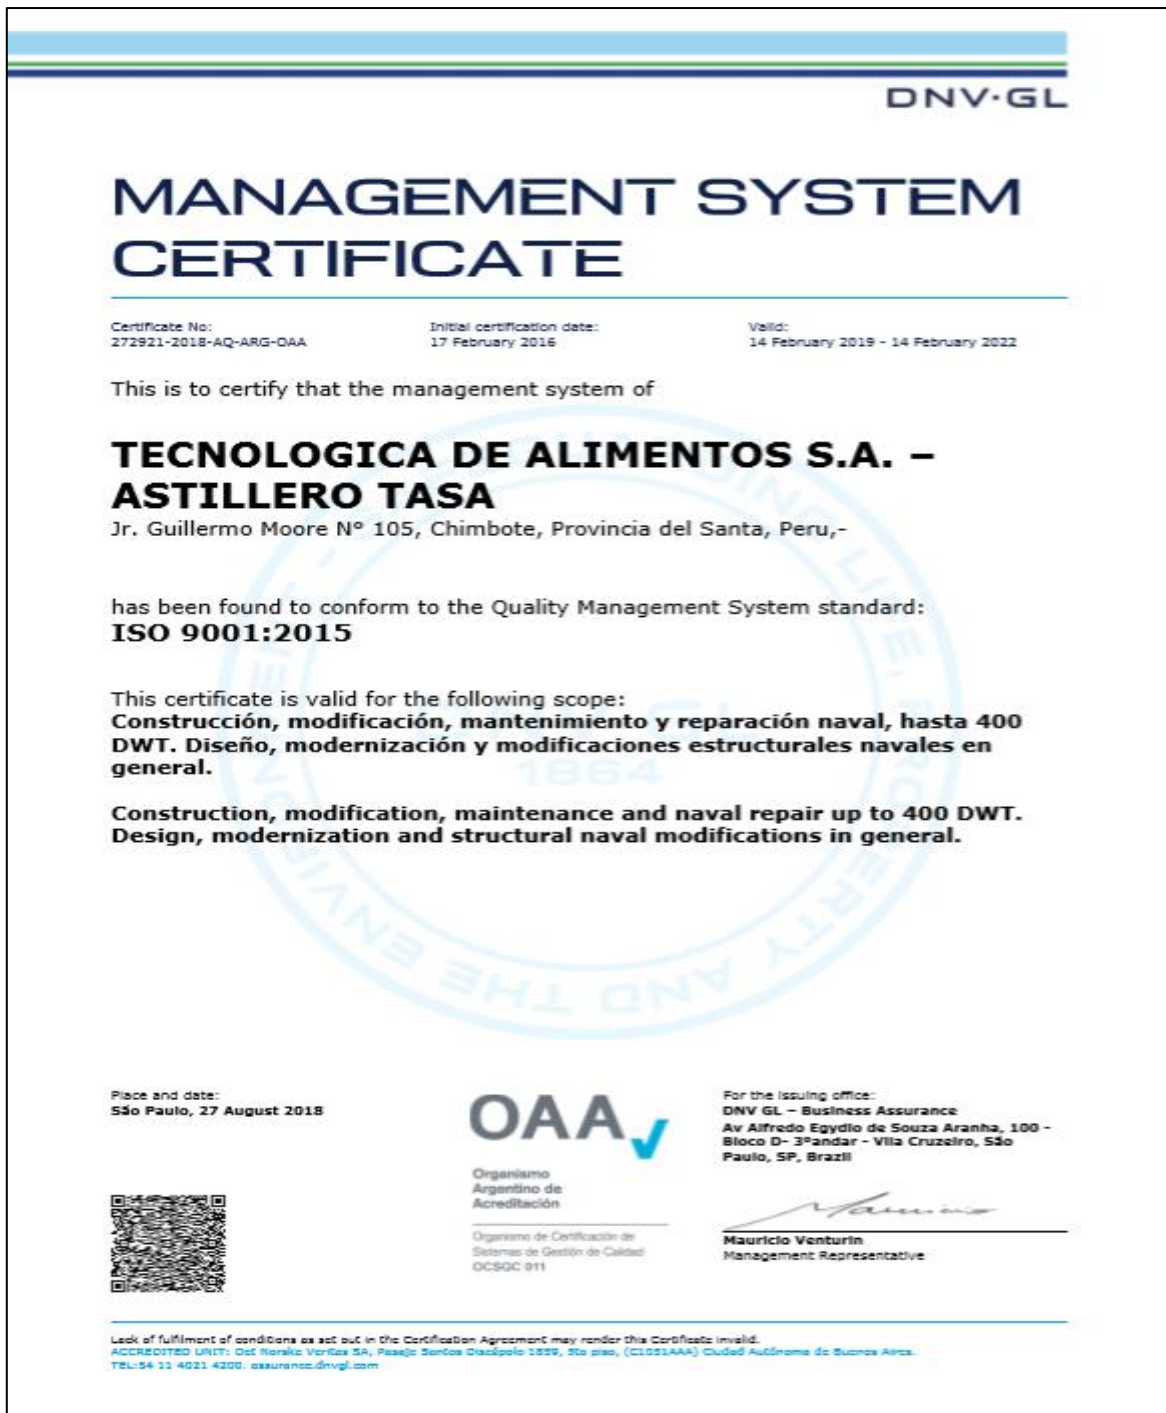 DNV·GL
MANAGEMENT SYSTEM
CERTIFICATE
Certificate No:
272921-2018-AQ-ARG-OAA
Initial certification date:
17 February 2016
Valid:
14 February 2019 - 14 February 2022
This is to certify that the management system of
TECNOLOGICA DE ALIMENTOS S.A. –
ASTILLERO TASA
Jr. Guillermo Moore N° 105, Chimbote, Provincia del Santa, Peru,-
has been found to conform to the Quality Management System standard:
ISO 9001:2015
This certificate is valid for the following scope:
Construcción, modificación, mantenimiento y reparación naval, hasta 400
DWT. Diseño, modernización y modificaciones estructurales navales en
general.
1864
Construction, modification, maintenance and naval repair up to 400 DWT.
Design, modernization and structural naval modifications in general.
Place and date:
São Paulo, 27 August 2018
OAA
Organismo
Argentino de
Acreditación
Organismo de Certificación de
Sistemas de Gestión de Calidad
OCSGC 011
For the issuing office:
DNV GL – Business Assurance
Av Alfredo Egydio de Souza Aranha, 100 -
Bloco D- 3ºandar - Vila Cruzeiro, São
Paulo, SP, Brazil
Mauricio Venturin
Management Representative
Lack of fulfilment of conditions as set out in the Certification Agreement may render this Certificate invalid.
ACCREDITED UNIT: Det Norske Veritas SA, Pasaje Santos Discépolo 1859, 5to piso, (C1051AAA) Ciudad Autónoma de Buenos Aires.
TEL:54 11 4021 4200. assurance.dnvgl.com